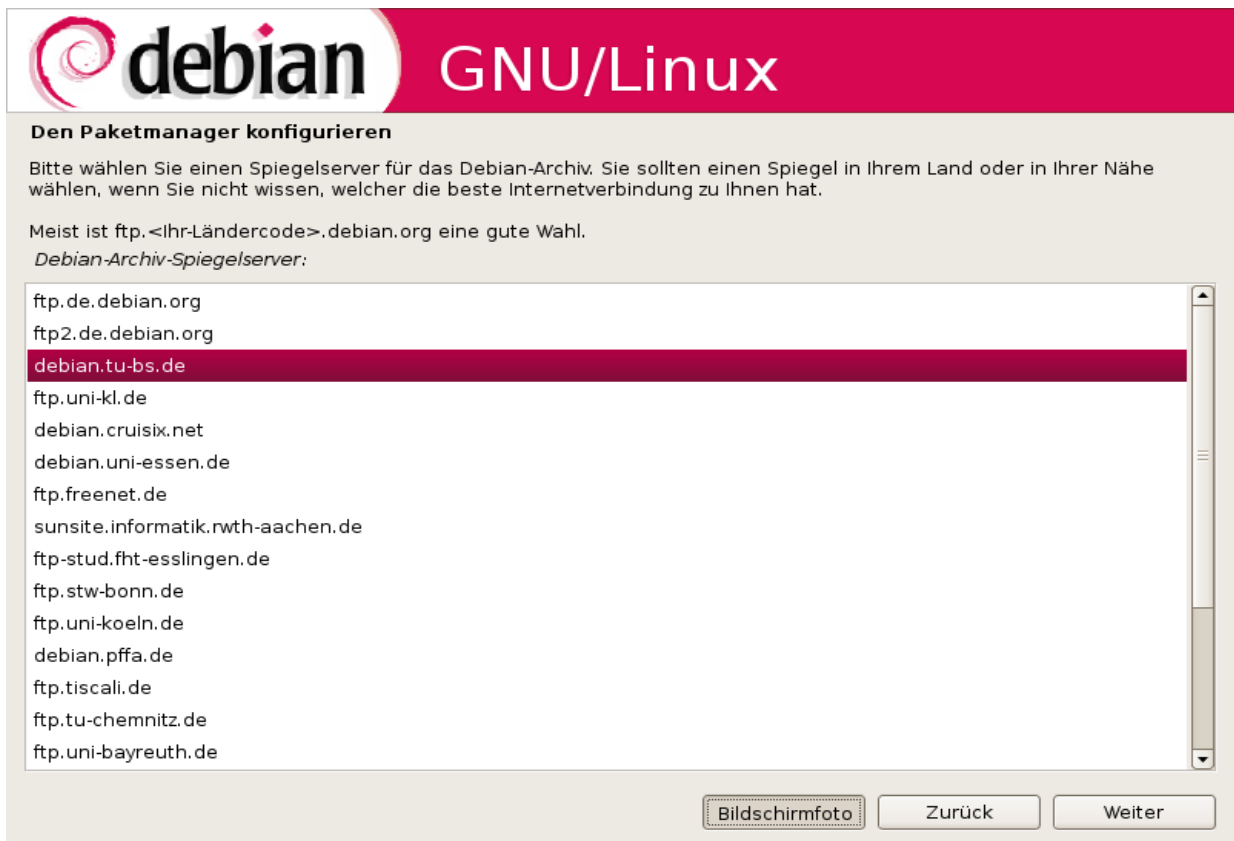 debian GNU/Linux
Den Paketmanager konfigurieren
Bitte wählen Sie einen Spiegelserver für das Debian-Archiv. Sie sollten einen Spiegel in Ihrem Land oder in Ihrer Nähe
wählen, wenn Sie nicht wissen, welcher die beste Internetverbindung zu Ihnen hat.
Meist ist ftp.<Ihr-Ländercode>.debian.org eine gute Wahl.
Debian-Archiv-Spiegelserver:
ftp.de.debian.org
ftp2.de.debian.org
debian.tu-bs.de
ftp.uni-kl.de
debian.cruisix.net
debian.uni-essen.de
ftp.freenet.de
sunsite.informatik.rwth-aachen.de
ftp-stud.fht-esslingen.de
ftp.stw-bonn.de
ftp.uni-koeln.de
debian.pffa.de
ftp.tiscali.de
ftp.tu-chemnitz.de
ftp.uni-bayreuth.de
Bildschirmfoto Zurück Weiter